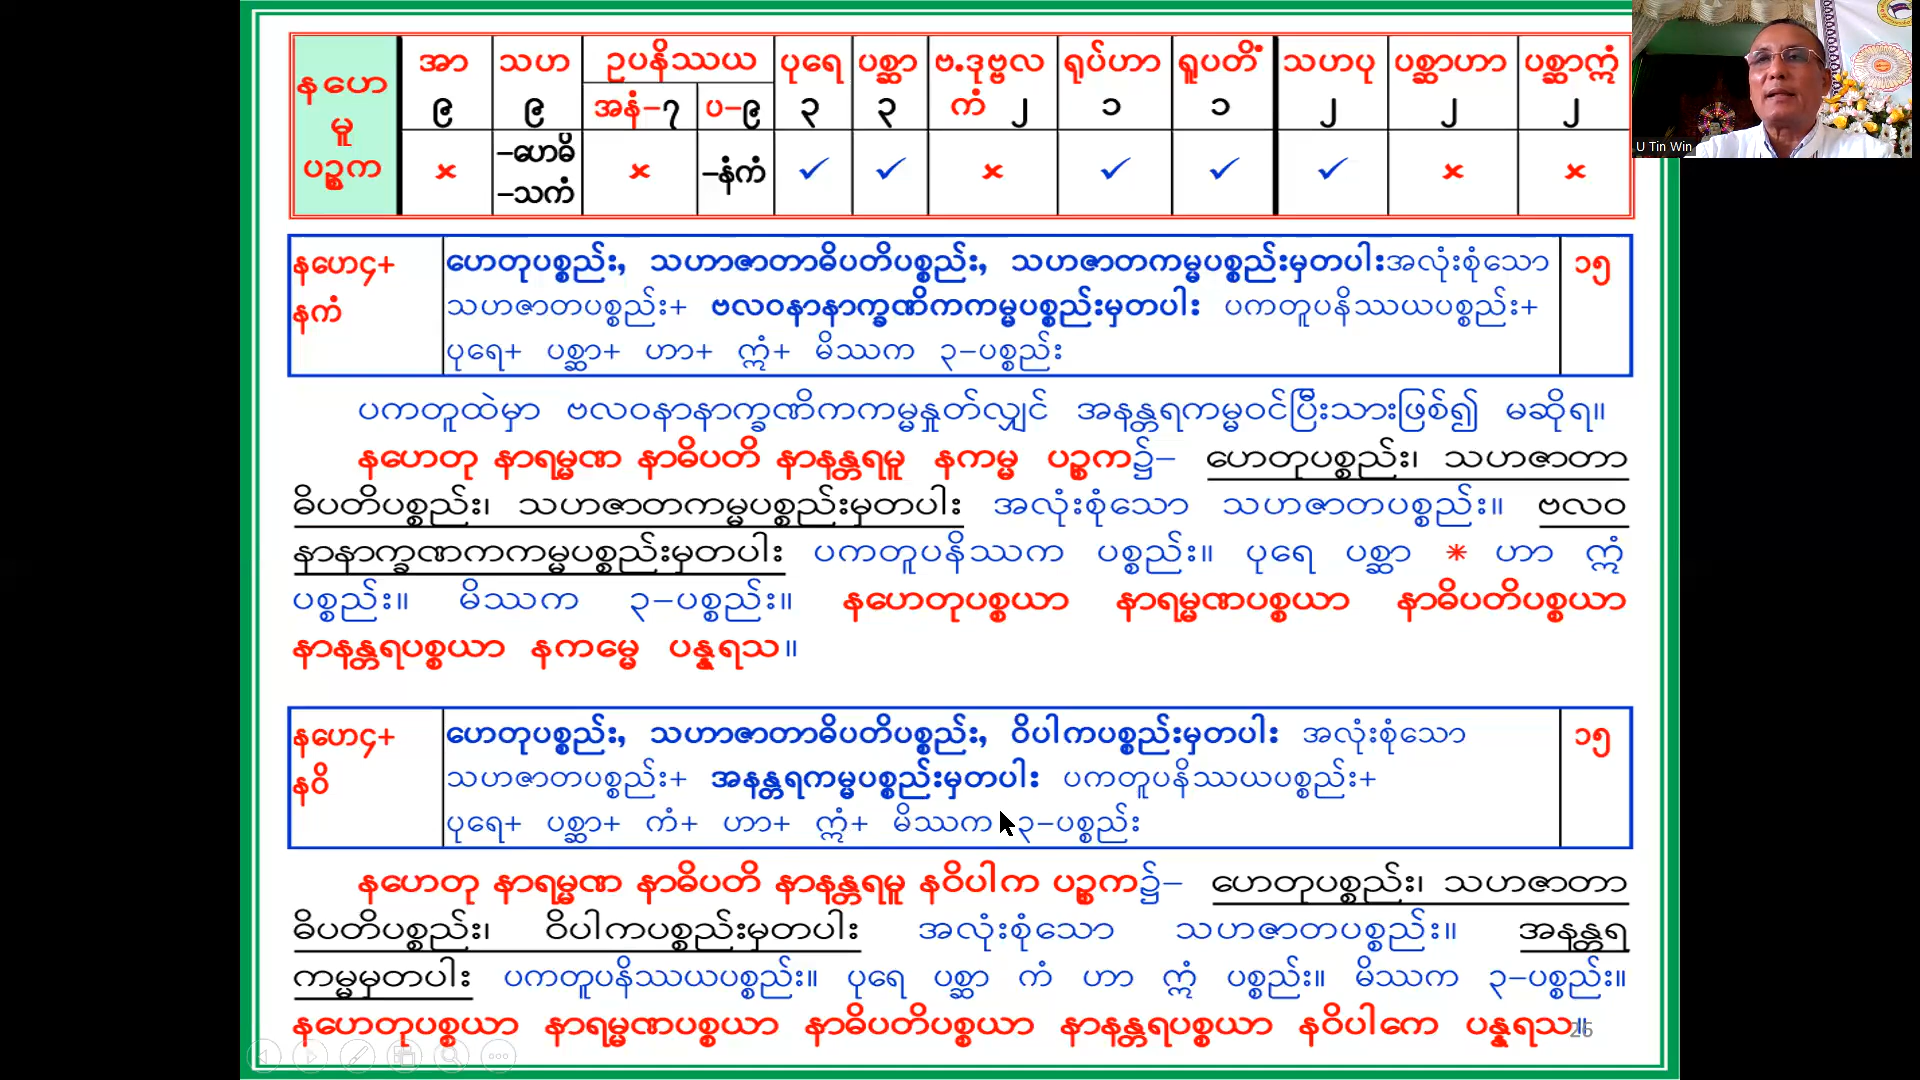 နဟေ
မူ
ပဉ္စက
အာ သဟ ဥပနိဿယ ပုရေ ပစ္ဆာ ဗ.ဒုဗ္ဗလ ရုပ်ဟာ ရူပတိံ သဟပု ပစ္ဆာဟာ ပစ္ဆာဣံ
၉ ၉ အနံ–၇ ပ–၉ ၃ ၃ ကံ ၂ ၁ ၁ ၂ ၂ ၂
× –ဟေဓိ × –နံကံ ✓ ✓ × ✓ ✓ ✓ × ×
–သကံ
နဟေ၄+ ဟေတုပစ္စည်း, သဟာဇာတာဓိပတိပစ္စည်း, သဟဇာတကမ္မပစ္စည်းမှတပါးအလုံးစုံသော ၁၅
နကံ သဟဇာတပစ္စည်း+ ဗလဝနာနာက္ခဏိကကမ္မပစ္စည်းမှတပါး ပကတူပနိဿယပစ္စည်း+
ပုရေ+ ပစ္ဆာ+ ဟာ+ ဣံ+ မိဿက ၃–ပစ္စည်း
ပကတူထဲမှာ ဗလဝနာနာက္ခဏိကကမ္မနှုတ်လျှင် အနန္တရကမ္မဝင်ပြီးသားဖြစ်၍ မဆိုရ။
နဟေတု နာရမ္မဏ နာဓိပတိ နာနန္တရမူ နကမ္မ ပဉ္စက၌– ဟေတုပစ္စည်း၊ သဟဇာတာ
ဓိပတိပစ္စည်း၊ သဟဇာတကမ္မပစ္စည်းမှတပါး အလုံးစုံသော သဟဇာတပစ္စည်း။ ဗလဝ
နာနာက္ခဏကကမ္မပစ္စည်းမှတပါး ပကတူပနိဿက ပစ္စည်း။ ပုရေ ပစ္ဆာ * ဟာ ဣံ
ပစ္စည်း။ မိဿက ၃–ပစ္စည်း။ နဟေတုပစ္စယာ နာရမ္မဏပစ္စယာ နာဓိပတိပစ္စယာ
နာနန္တရပစ္စယာ နကမ္မေ ပန္နရသ။
နဟေ၄+ ဟေတုပစ္စည်း, သဟာဇာတာဓိပတိပစ္စည်း, ဝိပါကပစ္စည်းမှတပါး အလုံးစုံသော ၁၅
နဝိ သဟဇာတပစ္စည်း+ အနန္တရကမ္မပစ္စည်းမှတပါး ပကတူပနိဿယပစ္စည်း+
ပုရေ+ ပစ္ဆာ+ ကံ+ ဟာ+ ဣံ+ မိဿက ၃–ပစ္စည်း
နဟေတု နာရမ္မဏ နာဓိပတိ နာနန္တရမူ နဝိပါက ပဉ္စက၌– ဟေတုပစ္စည်း၊ သဟဇာတာ
ဓိပတိပစ္စည်း၊ ဝိပါကပစ္စည်းမှတပါး အလုံးစုံသော သဟဇာတပစ္စည်း။ အနန္တရ
ကမ္မမှတပါး ပကတူပနိဿယပစ္စည်း။ ပုရေ ပစ္ဆာ ကံ ဟာ ဣံ ပစ္စည်း။ မိဿက ၃–ပစ္စည်း။
နဟေတုပစ္စယာ နာရမ္မဏပစ္စယာ နာဓိပတိပစ္စယာ နာနန္တရပစ္စယာ နဝိပါကေ ပန္နရသ။
26
U Tin Win